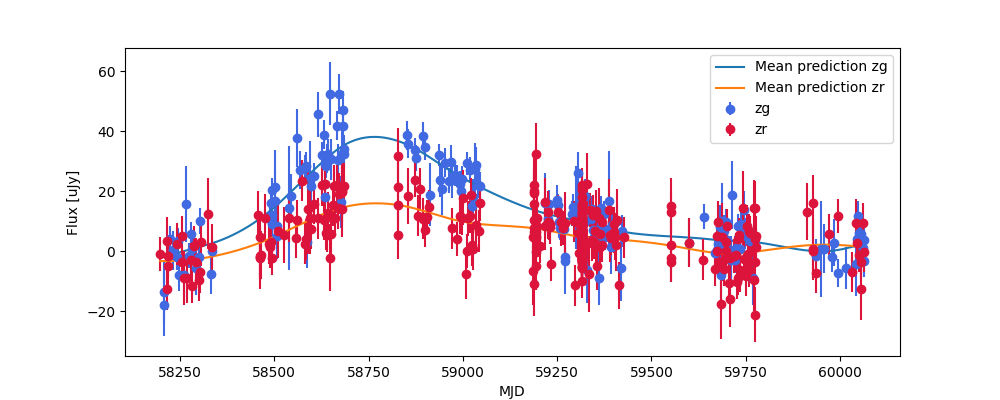 60
40
20
0
−20
Flux [uJy]
58250 58500 58750 59000 59250 59500 59750 60000
MJD
Mean prediction zg
Mean prediction zr
zg
zr